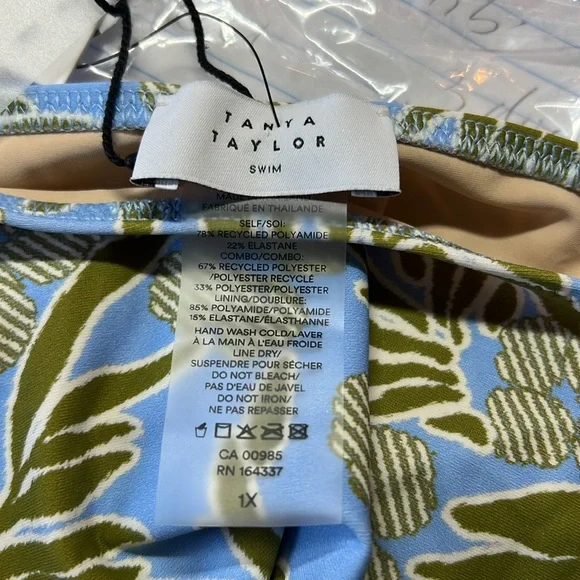 TANYA
TAYLOR
SWIM
FABRIQUÉ EN THAILANDE
SELF/SOI:
78% RECYCLED POLYAMIDE
22% ELASTANE
COMBO/COMBO:
67% RECYCLED POLYESTER
/POLYESTER RECYCLÉ
33% POLYESTER/POLYESTER
LINING/DOUBLURE:
85% POLYAMIDE/POLYAMIDE
15% ELASTANE/ÉLASTHANNE
HAND WASH COLD/LAVER
À LA MAIN À L'EAU FROIDE
LINE DRY/
SUSPENDRE POUR SÉCHER
DO NOT BLEACH/
PAS D'EAU DE JAVEL
DO NOT IRON/
NE PAS REPASSER
CA 00985
RN 164337
1X